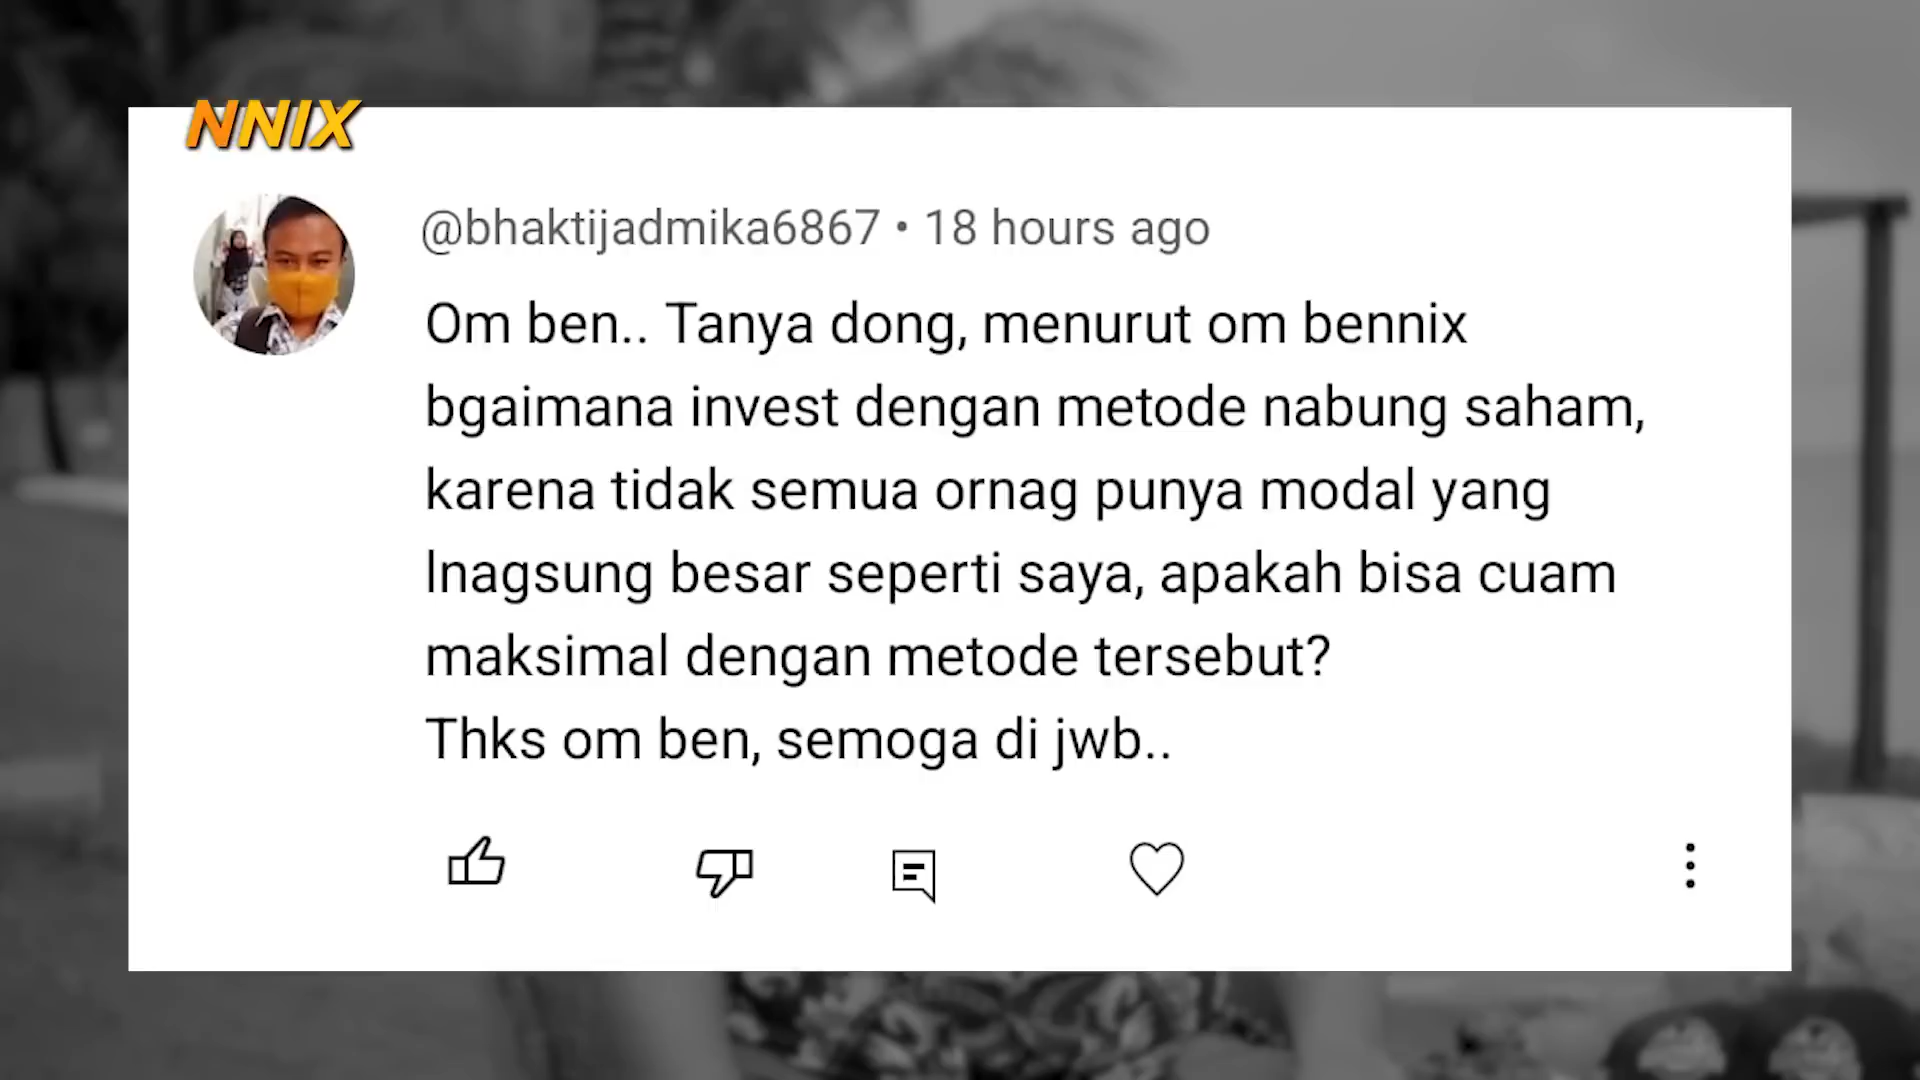 NNIX
@bhaktijadmika6867 • 18 hours ago
Om ben.. Tanya dong, menurut om bennix
bgaimana invest dengan metode nabung saham,
karena tidak semua ornag punya modal yang
lnagsung besar seperti saya, apakah bisa cuam
maksimal dengan metode tersebut?
Thks om ben, semoga di jwb..